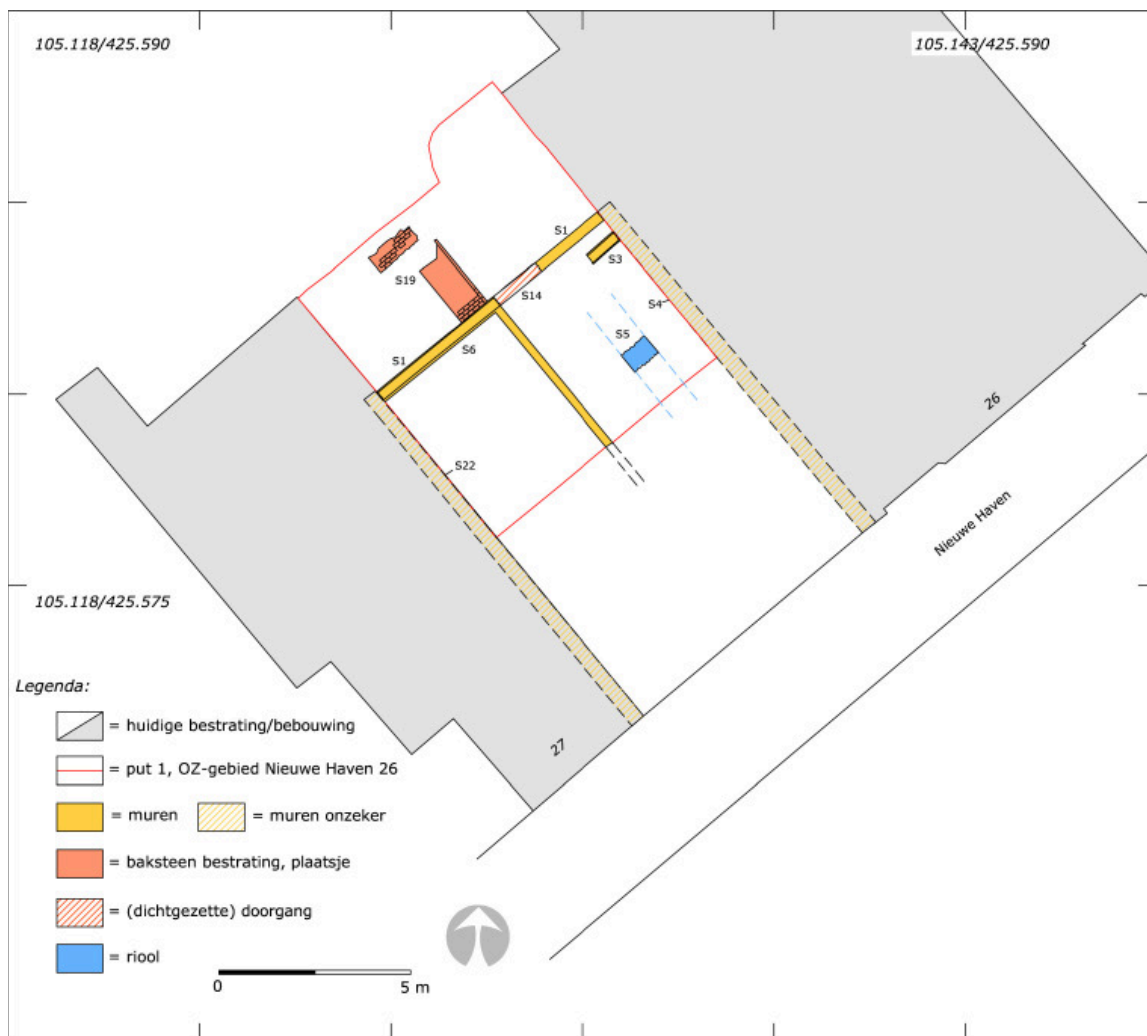 105.118/425.590
105.143/425.590
S1
S3
S19
S14
S4
S5
S1
S6
26
S22
Nieuwe Haven
105.118/425.575
Legenda:
= huidige bestrating/bebouwing
27
= put 1, OZ-gebied Nieuwe Haven 26
= muren
= muren onzeker
= baksteen bestrating, plaatsje
= (dichtgezette) doorgang
= riool
0
5 m